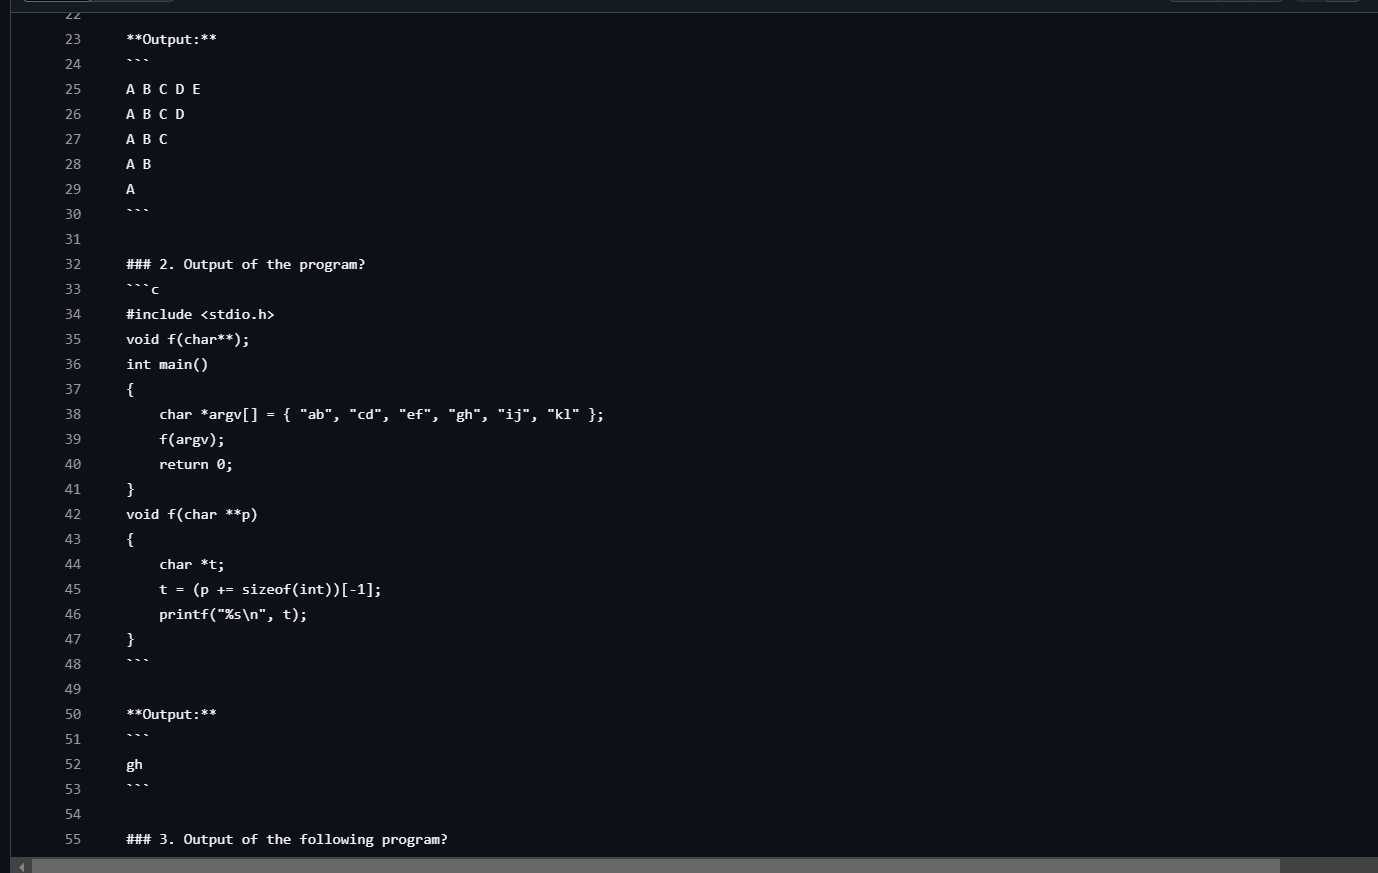 22
23 **Output:**
24 ```
25 A B C D E
26 A B C D
27 A B C
28 A B
29 A
30 ```
31
32 ### 2. Output of the program?
33 ```c
34 #include <stdio.h>
35 void f(char**);
36 int main()
37 {
38     char *argv[] = { "ab", "cd", "ef", "gh", "ij", "kl" };
39     f(argv);
40     return 0;
41 }
42 void f(char **p)
43 {
44     char *t;
45     t = (p += sizeof(int))[-1];
46     printf("%s\n", t);
47 }
48 ```
49
50 **Output:**
51 ```
52 gh
53 ```
54
55 ### 3. Output of the following program?